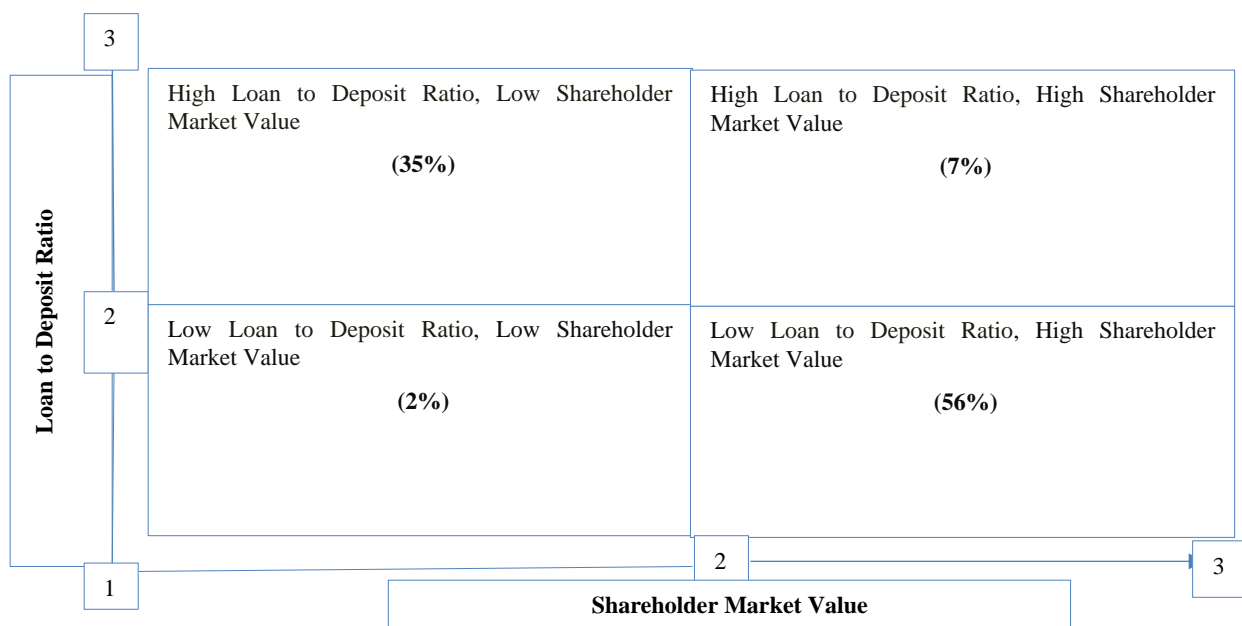 3
High Loan to Deposit Ratio, Low Shareholder
Market Value
(35%)
High Loan to Deposit Ratio, High Shareholder
Market Value
(7%)
Loan to Deposit Ratio
2
Low Loan to Deposit Ratio, Low Shareholder
Market Value
(2%)
Low Loan to Deposit Ratio, High Shareholder
Market Value
(56%)
1
2
3
Shareholder Market Value